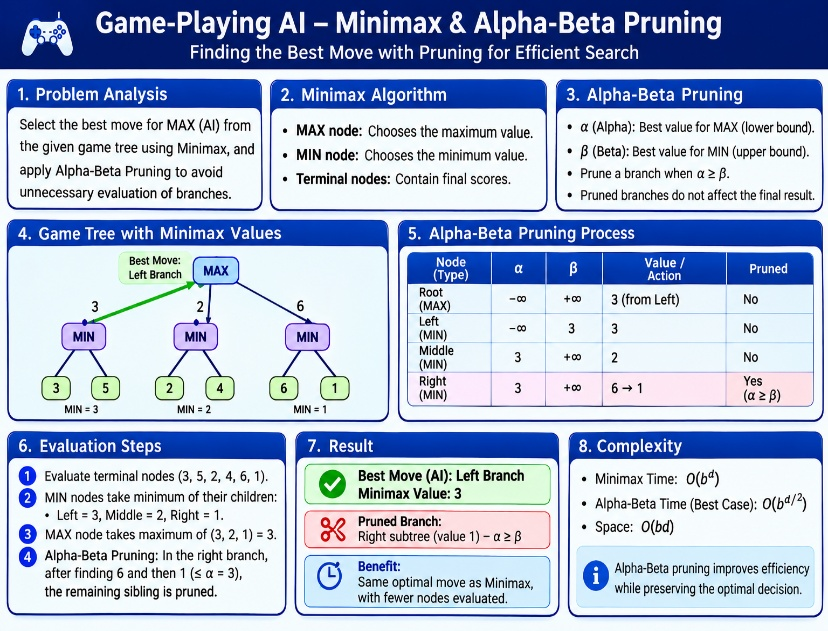 Game-Playing AI – Minimax & Alpha-Beta Pruning
Finding the Best Move with Pruning for Efficient Search
1. Problem Analysis
Select the best move for MAX (AI) from
the given game tree using Minimax, and
apply Alpha-Beta Pruning to avoid
unnecessary evaluation of branches.
2. Minimax Algorithm
• MAX node: Chooses the maximum value.
• MIN node: Chooses the minimum value.
• Terminal nodes: Contain final scores.
3. Alpha-Beta Pruning
• α (Alpha): Best value for MAX (lower bound).
• β (Beta): Best value for MIN (upper bound).
• Prune a branch when α ≥ β.
• Pruned branches do not affect the final result.
4. Game Tree with Minimax Values
Best Move:
Left Branch
MAX
3 2 6
MIN MIN MIN
3 5 2 4 6 1
MIN = 3 MIN = 2 MIN = 1
5. Alpha-Beta Pruning Process
Node
(Type) α β Value /
Action Pruned
Root
(MAX) −∞ +∞ 3 (from Left) No
Left
(MIN) −∞ 3 3 No
Middle
(MIN) 3 +∞ 2 No
Right
(MIN) 3 +∞ 6 → 1 Yes
(α ≥ β)
6. Evaluation Steps
1 Evaluate terminal nodes (3, 5, 2, 4, 6, 1).
2 MIN nodes take minimum of their children:
• Left = 3, Middle = 2, Right = 1.
3 MAX node takes maximum of (3, 2, 1) = 3.
4 Alpha-Beta Pruning: In the right branch,
after finding 6 and then 1 (≤ α = 3),
the remaining sibling is pruned.
7. Result
Best Move (AI): Left Branch
Minimax Value: 3
Pruned Branch:
Right subtree (value 1) – α ≥ β
Benefit:
Same optimal move as Minimax,
with fewer nodes evaluated.
8. Complexity
• Minimax Time: O(b^d)
• Alpha-Beta Time (Best Case): O(b^d/2)
• Space: O(bd)
i Alpha-Beta pruning improves efficiency
while preserving the optimal decision.